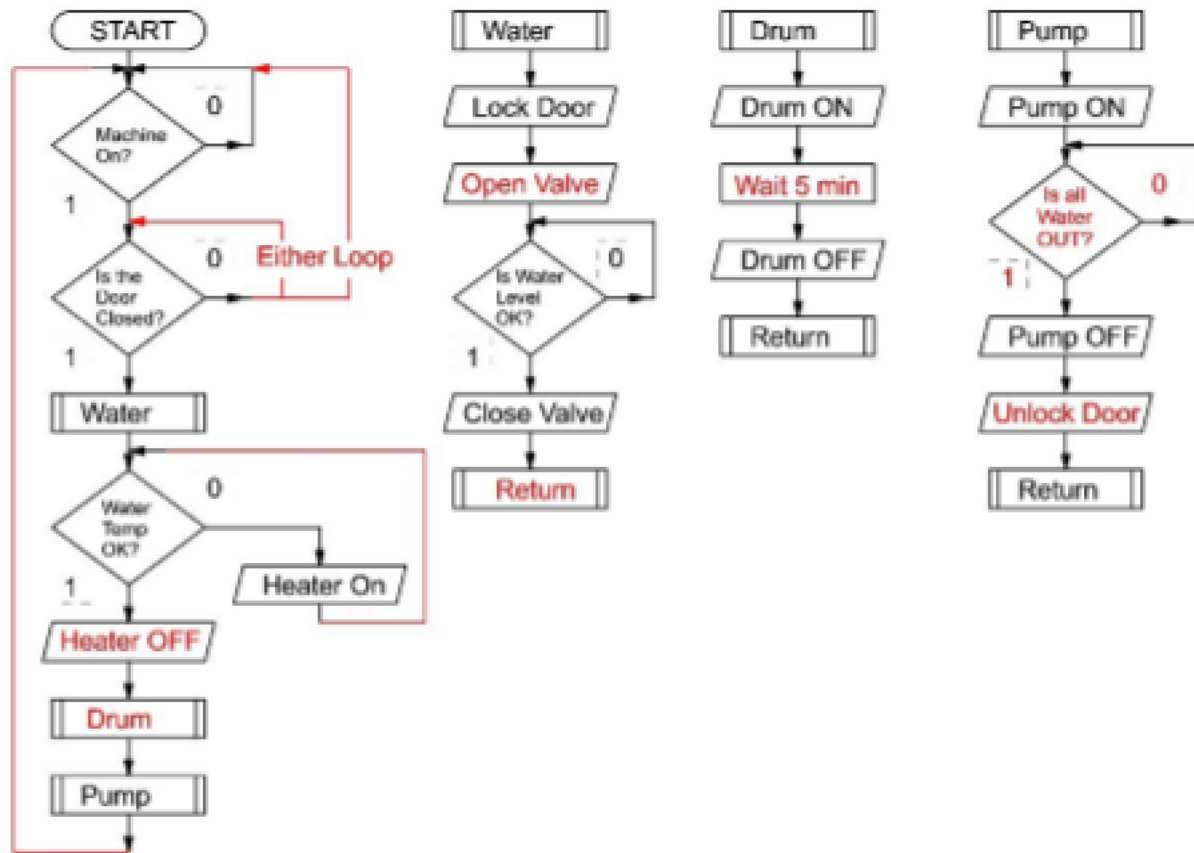 START
Machine
On?
0
1
Is the
Door
Closed?
0
Either Loop
1
Water
Water
Temp
OK?
0
Heater On
1
Heater OFF
Drum
Pump
Water
Lock Door
Open Valve
Is Water
Level
OK?
0
1
Close Valve
Return
Drum
Drum ON
Wait 5 min
Drum OFF
Return
Pump
Pump ON
Is all
Water
OUT?
0
1
Pump OFF
Unlock Door
Return